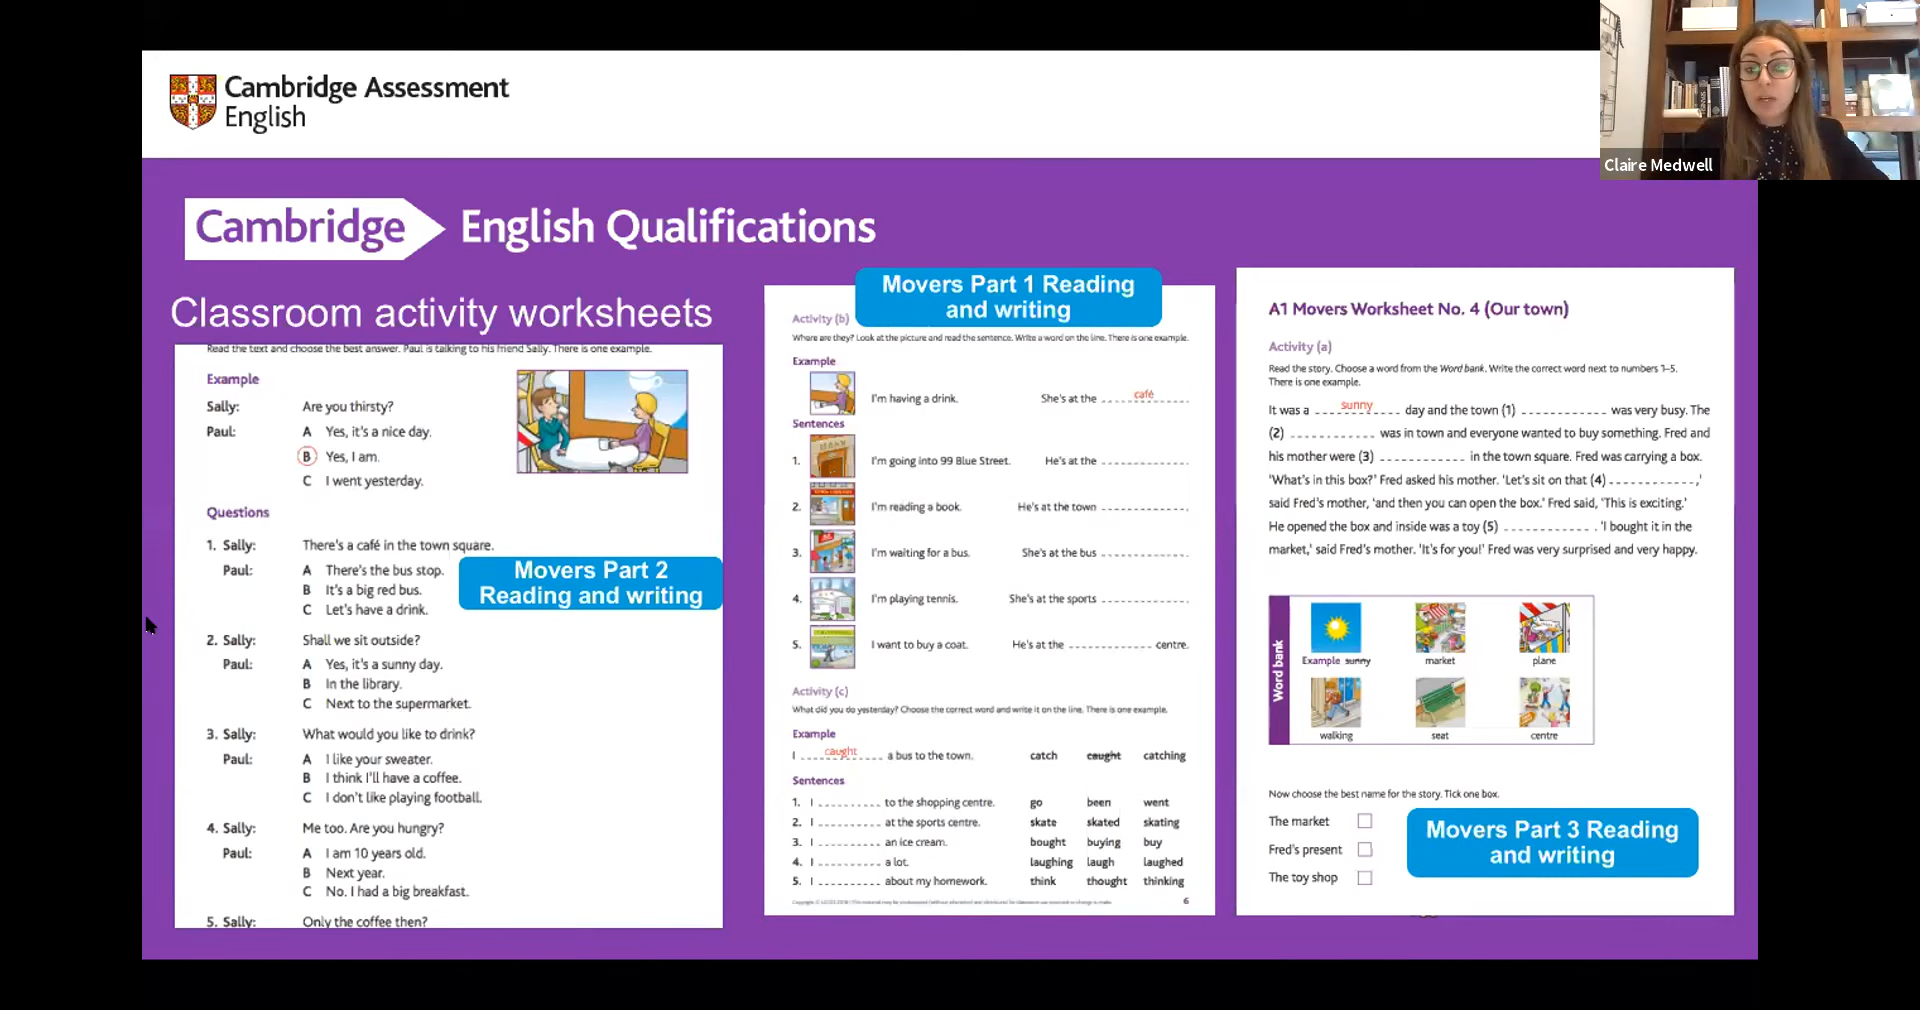 Cambridge Assessment
English
Claire Medwell
Cambridge English Qualifications
Classroom activity worksheets
Read the text and choose the best answer. Paul is talking to his friend Sally. There is one example.
Example
Sally: Are you thirsty?
Paul: A Yes, it's a nice day.
B Yes, I am.
C I went yesterday.
Questions
1. Sally: There's a café in the town square.
Paul: A There's the bus stop.
B It's a big red bus.
C Let's have a drink.
Movers Part 2
Reading and writing
2. Sally: Shall we sit outside?
Paul: A Yes, it's a sunny day.
B In the library.
C Next to the supermarket.
3. Sally: What would you like to drink?
Paul: A I like your sweater.
B I think I'll have a coffee.
C I don't like playing football.
4. Sally: Me too. Are you hungry?
Paul: A I am 10 years old.
B Next year.
C No. I had a big breakfast.
5. Sally: Only the coffee then?
Movers Part 1 Reading
and writing
Activity (b)
Where are they? Look at the picture and read the sentence. Write a word on the line. There is one example.
Example
I'm having a drink. She's at the café
Sentences
1. I'm going into 99 Blue Street. He's at the
2. I'm reading a book. He's at the town
3. I'm waiting for a bus. She's at the bus
4. I'm playing tennis. She's at the sports
5. I want to buy a coat. He's at the centre.
Activity (c)
What did you do yesterday? Choose the correct word and write it on the line. There is one example.
Example
I caught a bus to the town. catch caught catching
Sentences
1. I to the shopping centre. go been went
2. I at the sports centre. skate skated skating
3. I an ice cream. bought buying buy
4. I a lot. laughing laugh laughed
5. I about my homework. think thought thinking
6
A1 Movers Worksheet No. 4 (Our town)
Activity (a)
Read the story. Choose a word from the Word bank. Write the correct word next to numbers 1–5.
There is one example.
It was a sunny day and the town (1) was very busy. The
(2) was in town and everyone wanted to buy something. Fred and
his mother were (3) in the town square. Fred was carrying a box.
'What's in this box?' Fred asked his mother. 'Let's sit on that (4) ,'
said Fred's mother, 'and then you can open the box.' Fred said, 'This is exciting.'
He opened the box and inside was a toy (5) . 'I bought it in the
market,' said Fred's mother. 'It's for you!' Fred was very surprised and very happy.
Word bank
Example sunny market plane
walking seat centre
Now choose the best name for the story. Tick one box.
The market
Fred's present
The toy shop
Movers Part 3 Reading
and writing